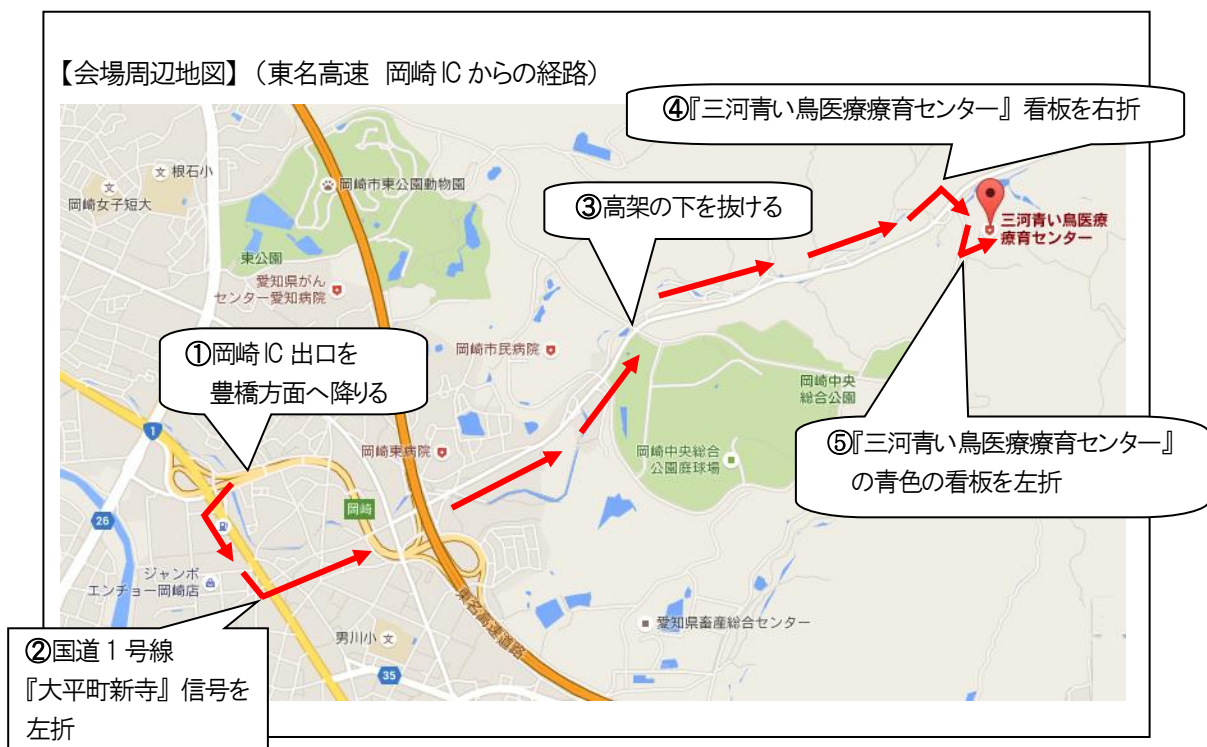 【会場周辺地図】（東名高速 岡崎ICからの経路）
④『三河青い鳥医療療育センター』看板を右折
根石小
岡崎女子短大
岡崎市東公園動物園
③高架の下を抜ける
三河青い鳥医療
療育センター
東公園
愛知県がん
センター愛知病院
①岡崎IC出口を
豊橋方面へ降りる
岡崎市民病院
岡崎中央
総合公園
1
岡崎東病院
岡崎中央総合
公園庭球場
⑤『三河青い鳥医療療育センター』
の青色の看板を左折
26
岡崎
ジャンボ
エンチョー岡崎店
東名高速道路
愛知県畜産総合センター
男川小
35
②国道1号線
『大平町新寺』信号を
左折